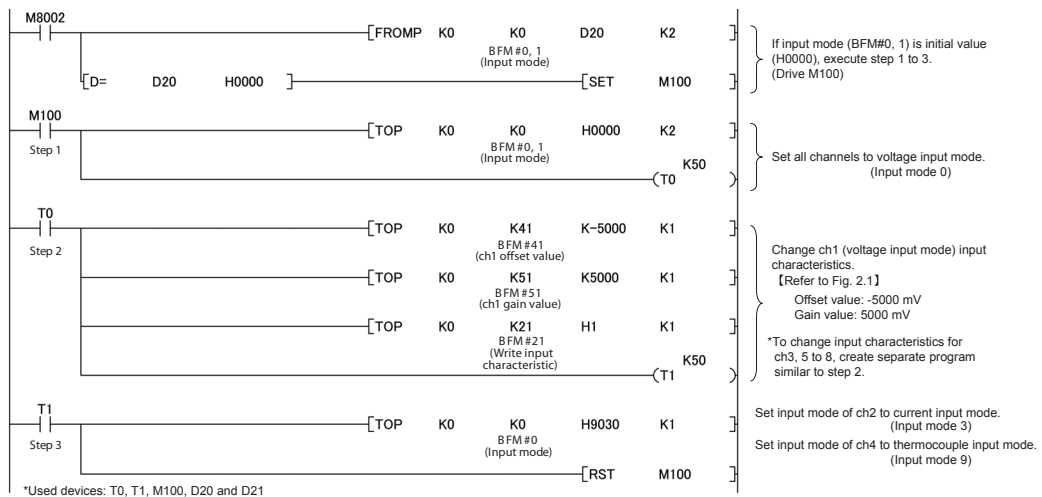 M8002
FROMP K0 K0 D20 K2
BFM#0, 1
(Input mode)
D= D20 H0000
SET M100
If input mode (BFM#0, 1) is initial value
(H0000), execute step 1 to 3.
(Drive M100)
M100
Step 1
TOP K0 K0 H0000 K2
BFM#0, 1
(Input mode)
K50
T0
Set all channels to voltage input mode.
(Input mode 0)
T0
Step 2
TOP K0 K41 K-5000 K1
BFM#41
(ch1 offset value)
TOP K0 K51 K5000 K1
BFM#51
(ch1 gain value)
TOP K0 K21 H1 K1
BFM#21
(Write input
characteristic)
K50
T1
Change ch1 (voltage input mode) input
characteristics.
【Refer to Fig. 2.1】
Offset value: -5000 mV
Gain value: 5000 mV
*To change input characteristics for
ch3, 5 to 8, create separate program
similar to step 2.
T1
Step 3
TOP K0 K0 H9030 K1
BFM#0
(Input mode)
RST M100
Set input mode of ch2 to current input mode.
(Input mode 3)
Set input mode of ch4 to thermocouple input mode.
(Input mode 9)
*Used devices: T0, T1, M100, D20 and D21